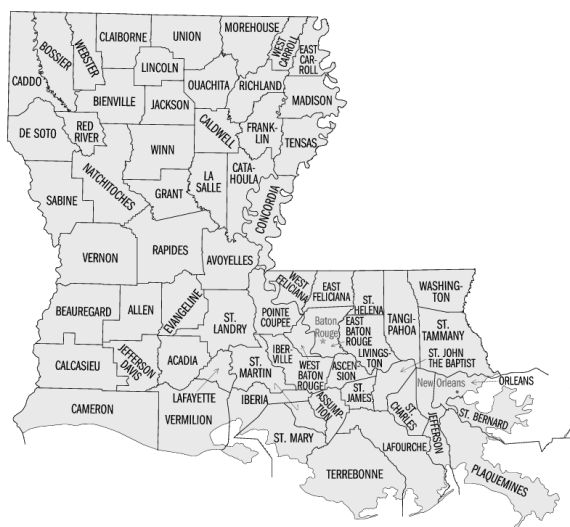 CLAIBORNE
UNION
MOREHOUSE
WEST
CARROLL
EAST
CAR-
ROLL
BOSSIER
WEBSTER
LINCOLN
CADDO
OUACHITA
RICHLAND
MADISON
BIENVILLE
JACKSON
DE SOTO
RED
RIVER
CALDWELL
FRANK-
LIN
TENSAS
WINN
NATCHITOCHES
LA
SALLE
CATA-
HOULA
SABINE
GRANT
CONCORDIA
VERNON
RAPIDES
AVOYELLES
WEST
FELICIANA
EAST FELICIANA
ST.
HELENA
WASHING-
TON
BEAUREGARD
ALLEN
EVANGELINE
ST.
LANDRY
POINTE
COUPEE
Baton
Rouge
EAST
BATON
ROUGE
TANGI-
PAHOA
ST.
TAMMANY
CALCASIEU
JEFFERSON
DAVIS
ACADIA
ST.
MARTIN
IBER-
VILLE
WEST
BATON
ROUGE
ASCEN-
SION
LIVINGS-
TON
ST. JOHN
THE BAPTIST
New Orleans
ORLEANS
CAMERON
LAFAYETTE
VERMILION
IBERIA
ASSUMP-
TION
ST.
JAMES
ST.
CHARLES
JEFFERSON
ST. BERNARD
ST. MARY
LAFOURCHE
TERREBONNE
PLAQUEMINES